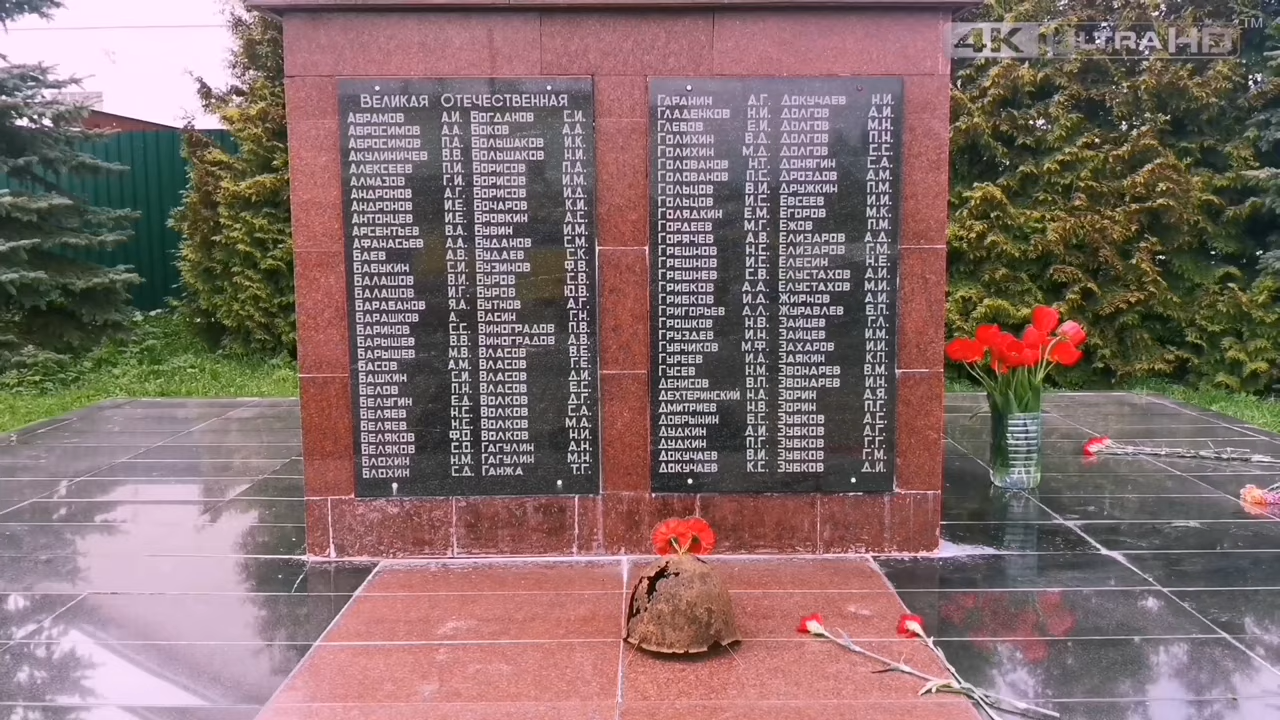 4K ULTRA HD™
ВЕЛИКАЯ ОТЕЧЕСТВЕННАЯ
АБРАМОВ А.И. БОГДАНОВ С.И.
АБРОСИМОВ А.А. БОКОВ А.А.
АБРОСИМОВ П.А. БОЛЬШАКОВ И.К.
АКУЛИНИЧЕВ В.В. БОЛЬШАКОВ Н.И.
АЛЕКСЕЕВ П.И. БОРИСОВ П.А.
АЛМАЗОВ Г.И. БОРИСОВ И.М.
АНДРОНОВ А.Г. БОРИСОВ И.Д.
АНДРОНОВ И.Е. БОЧАРОВ К.И.
АНТОНЦЕВ И.Е. БРОВКИН А.С.
АРСЕНТЬЕВ В.А. БУВИН И.М.
АФАНАСЬЕВ А.А. БУДАНОВ С.М.
БАЕВ А.В. БУДАЕВ С.К.
БАБУКИН С.И. БУЗИНОВ Ф.В.
БАЛАШОВ В.И. БУРОВ С.В.
БАЛАШОВ И.Г. БУРОВ Ю.В.
БАРАБАНОВ Я.А. БУТНОВ А.Г.
БАРАШКОВ А. ВАСИН Г.Н.
БАРИНОВ С.С. ВИНОГРАДОВ П.В.
БАРЫШЕВ В.В. ВИНОГРАДОВ А.В.
БАРЫШЕВ М.В. ВЛАСОВ В.Е.
БАСОВ А.М. ВЛАСОВ Г.Е.
БАШКИН С.И. ВЛАСОВ Д.И.
БЕЛОВ П.Н. ВЛАСОВ Е.С.
БЕЛУГИН Е.Д. ВОЛКОВ Д.Г.
БЕЛЯЕВ Н.С. ВОЛКОВ С.А.
БЕЛЯЕВ Н.С. ВОЛКОВ М.А.
БЕЛЯКОВ Ф.О. ВОЛКОВ Н.И.
БЕЛЯКОВ С.О. ГАГУЛИН А.Н.
БЛОХИН Н.М. ГАГУЛИН М.Н.
БЛОХИН С.Д. ГАНЖА Т.Г.
ГАРАНИН А.Г. ДОКУЧАЕВ Н.И.
ГЛАДЕНКОВ Н.И. ДОЛГОВ А.И.
ГЛЕБОВ Е.И. ДОЛГОВ М.Н.
ГОЛИХИН В.Д. ДОЛГОВ П.Н.
ГОЛИХИН М.Д. ДОЛГОВ С.С.
ГОЛОВАНОВ Н.Т. ДОНЯГИН С.А.
ГОЛОВАНОВ П.С. ДРОЗДОВ А.М.
ГОЛЬЦОВ В.И. ДРУЖКИН П.М.
ГОЛЬЦОВ И.С. ЕВСЕЕВ И.И.
ГОЛЯДКИН Е.М. ЕГОРОВ М.К.
ГОРДЕЕВ М.Г. ЕЖОВ П.М.
ГОРЯЧЕВ А.В. ЕЛИЗАРОВ А.Д.
ГРЕШНОВ Н.С. ЕЛИЗАРОВ Г.М.
ГРЕШНОВ И.С. ЕЛЕСИН Н.Е.
ГРЕШНЕВ С.В. ЕЛУСТАХОВ А.И.
ГРИБКОВ А.А. ЕЛУСТАХОВ М.И.
ГРИБКОВ И.Д. ЖИРНОВ А.И.
ГРИГОРЬЕВ А.Л. ЖУРАВЛЕВ Б.П.
ГРОШКОВ Н.В. ЗАЙЦЕВ Г.Л.
ГРУЗДЕВ И.Н. ЗАЙЦЕВ И.М.
ГУБЧИКОВ М.Ф. ЗАХАРОВ И.И.
ГУРЕЕВ И.А. ЗАЯКИН К.П.
ГУСЕВ Н.М. ЗВОНАРЕВ В.М.
ДЕНИСОВ В.П. ЗВОНАРЕВ И.Н.
ДЕХТЕРИНСКИЙ Н.А. ЗОРИН А.Я.
ДМИТРИЕВ Н.В. ЗОРИН П.Г.
ДОБРЫНИН Б.С. ЗУБКОВ А.С.
ДУДКИН А.И. ЗУБКОВ А.Г.
ДУДКИН П.Г. ЗУБКОВ Г.Г.
ДОКУЧАЕВ В.И. ЗУБКОВ Г.М.
ДОКУЧАЕВ К.С. ЗУБКОВ Д.И.